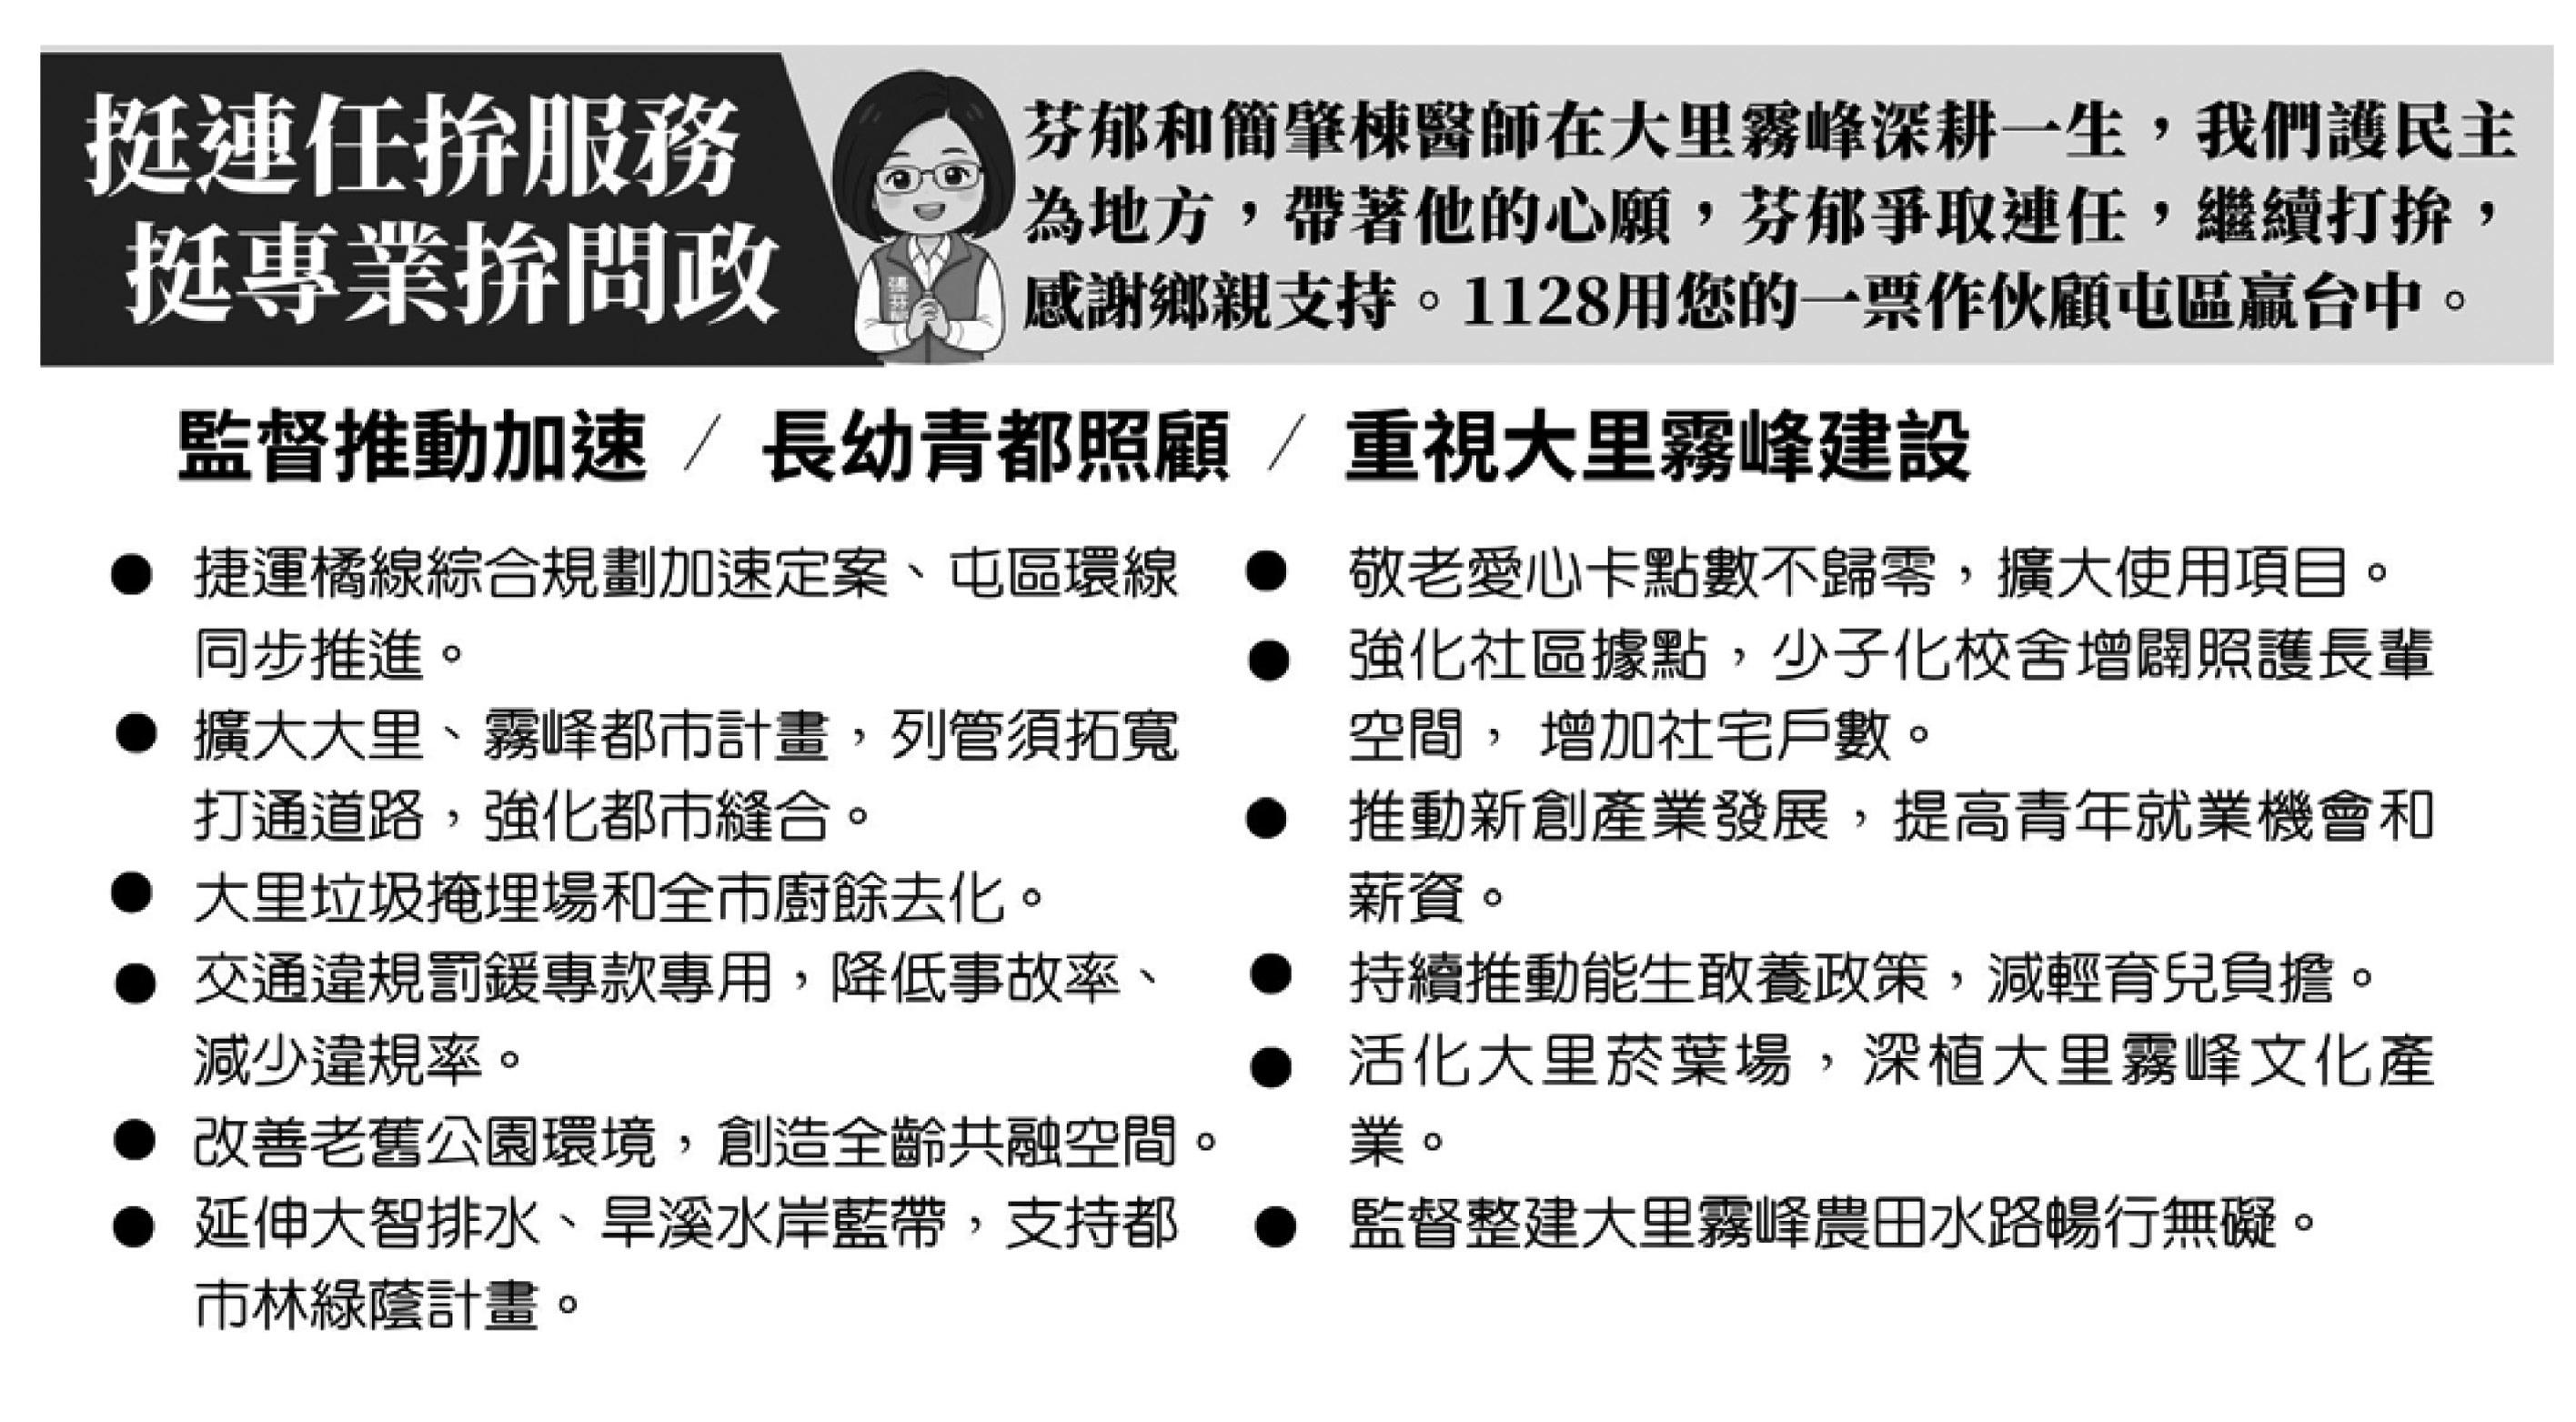 挺連任拚服務
挺專業拚問政
張芬
芬郁和簡肇棟醫師在大里霧峰深耕一生，我們護民主
為地方，帶著他的心願，芬郁爭取連任，繼續打拚，
感謝鄉親支持。1128用您的一票作伙顧屯區贏台中。
監督推動加速 / 長幼青都照顧 / 重視大里霧峰建設
● 捷運橘線綜合規劃加速定案、屯區環線
同步推進。
● 擴大大里、霧峰都市計畫，列管須拓寬
打通道路，強化都市縫合。
● 大里垃圾掩埋場和全市廚餘去化。
● 交通違規罰鍰專款專用，降低事故率、
減少違規率。
● 改善老舊公園環境，創造全齡共融空間。
● 延伸大智排水、旱溪水岸藍帶，支持都
市林綠蔭計畫。
● 敬老愛心卡點數不歸零，擴大使用項目。
● 強化社區據點，少子化校舍增闢照護長輩
空間， 增加社宅戶數。
● 推動新創產業發展，提高青年就業機會和
薪資。
● 持續推動能生敢養政策，減輕育兒負擔。
● 活化大里菸葉場，深植大里霧峰文化產
業。
● 監督整建大里霧峰農田水路暢行無礙。